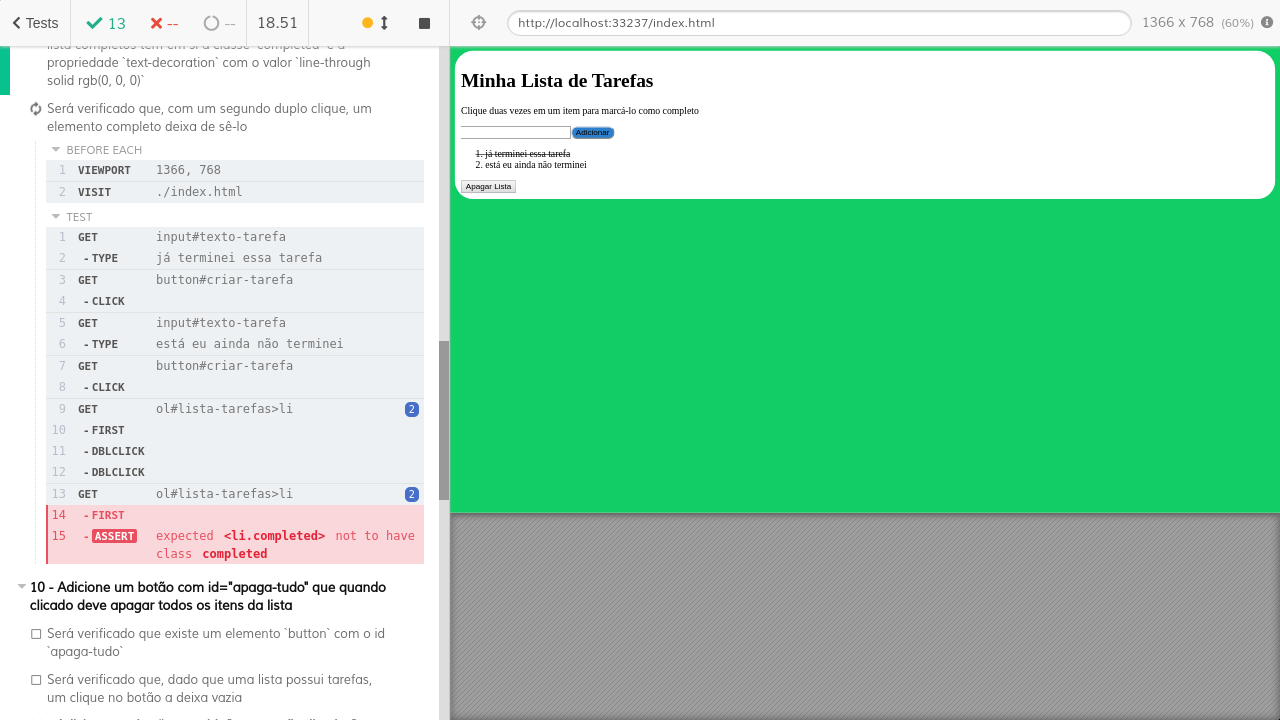 Tests
13
--
--
18.51
http://localhost:33237/index.html
1366 x 768 (60%)
lista completos tem em si a classe `completed` e a
propriedade `text-decoration` com o valor `line-through
solid rgb(0, 0, 0)`
Será verificado que, com um segundo duplo clique, um
elemento completo deixa de sê-lo
BEFORE EACH
1 VIEWPORT 1366, 768
2 VISIT ./index.html
TEST
1 GET input#texto-tarefa
2 -TYPE já terminei essa tarefa
3 GET button#criar-tarefa
4 -CLICK
5 GET input#texto-tarefa
6 -TYPE está eu ainda não terminei
7 GET button#criar-tarefa
8 -CLICK
9 GET ol#lista-tarefas>li 2
10 -FIRST
11 -DBLCLICK
12 -DBLCLICK
13 GET ol#lista-tarefas>li 2
14 -FIRST
15 -ASSERT expected <li.completed> not to have
class completed
10 - Adicione um botão com id="apaga-tudo" que quando
clicado deve apagar todos os itens da lista
Será verificado que existe um elemento `button` com o id
`apaga-tudo`
Será verificado que, dado que uma lista possui tarefas,
um clique no botão a deixa vazia
Minha Lista de Tarefas
Clique duas vezes em um item para marcá-lo como completo
Adicionar
1. já terminei essa tarefa
2. está eu ainda não terminei
Apagar Lista